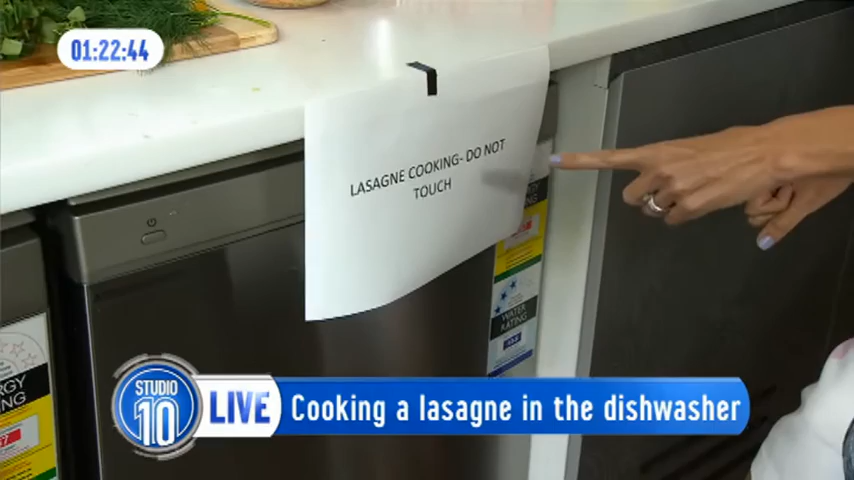 01:22:44
LASAGNE COOKING- DO NOT
TOUCH
WATER
RATING
STUDIO
10
LIVE
Cooking a lasagne in the dishwasher